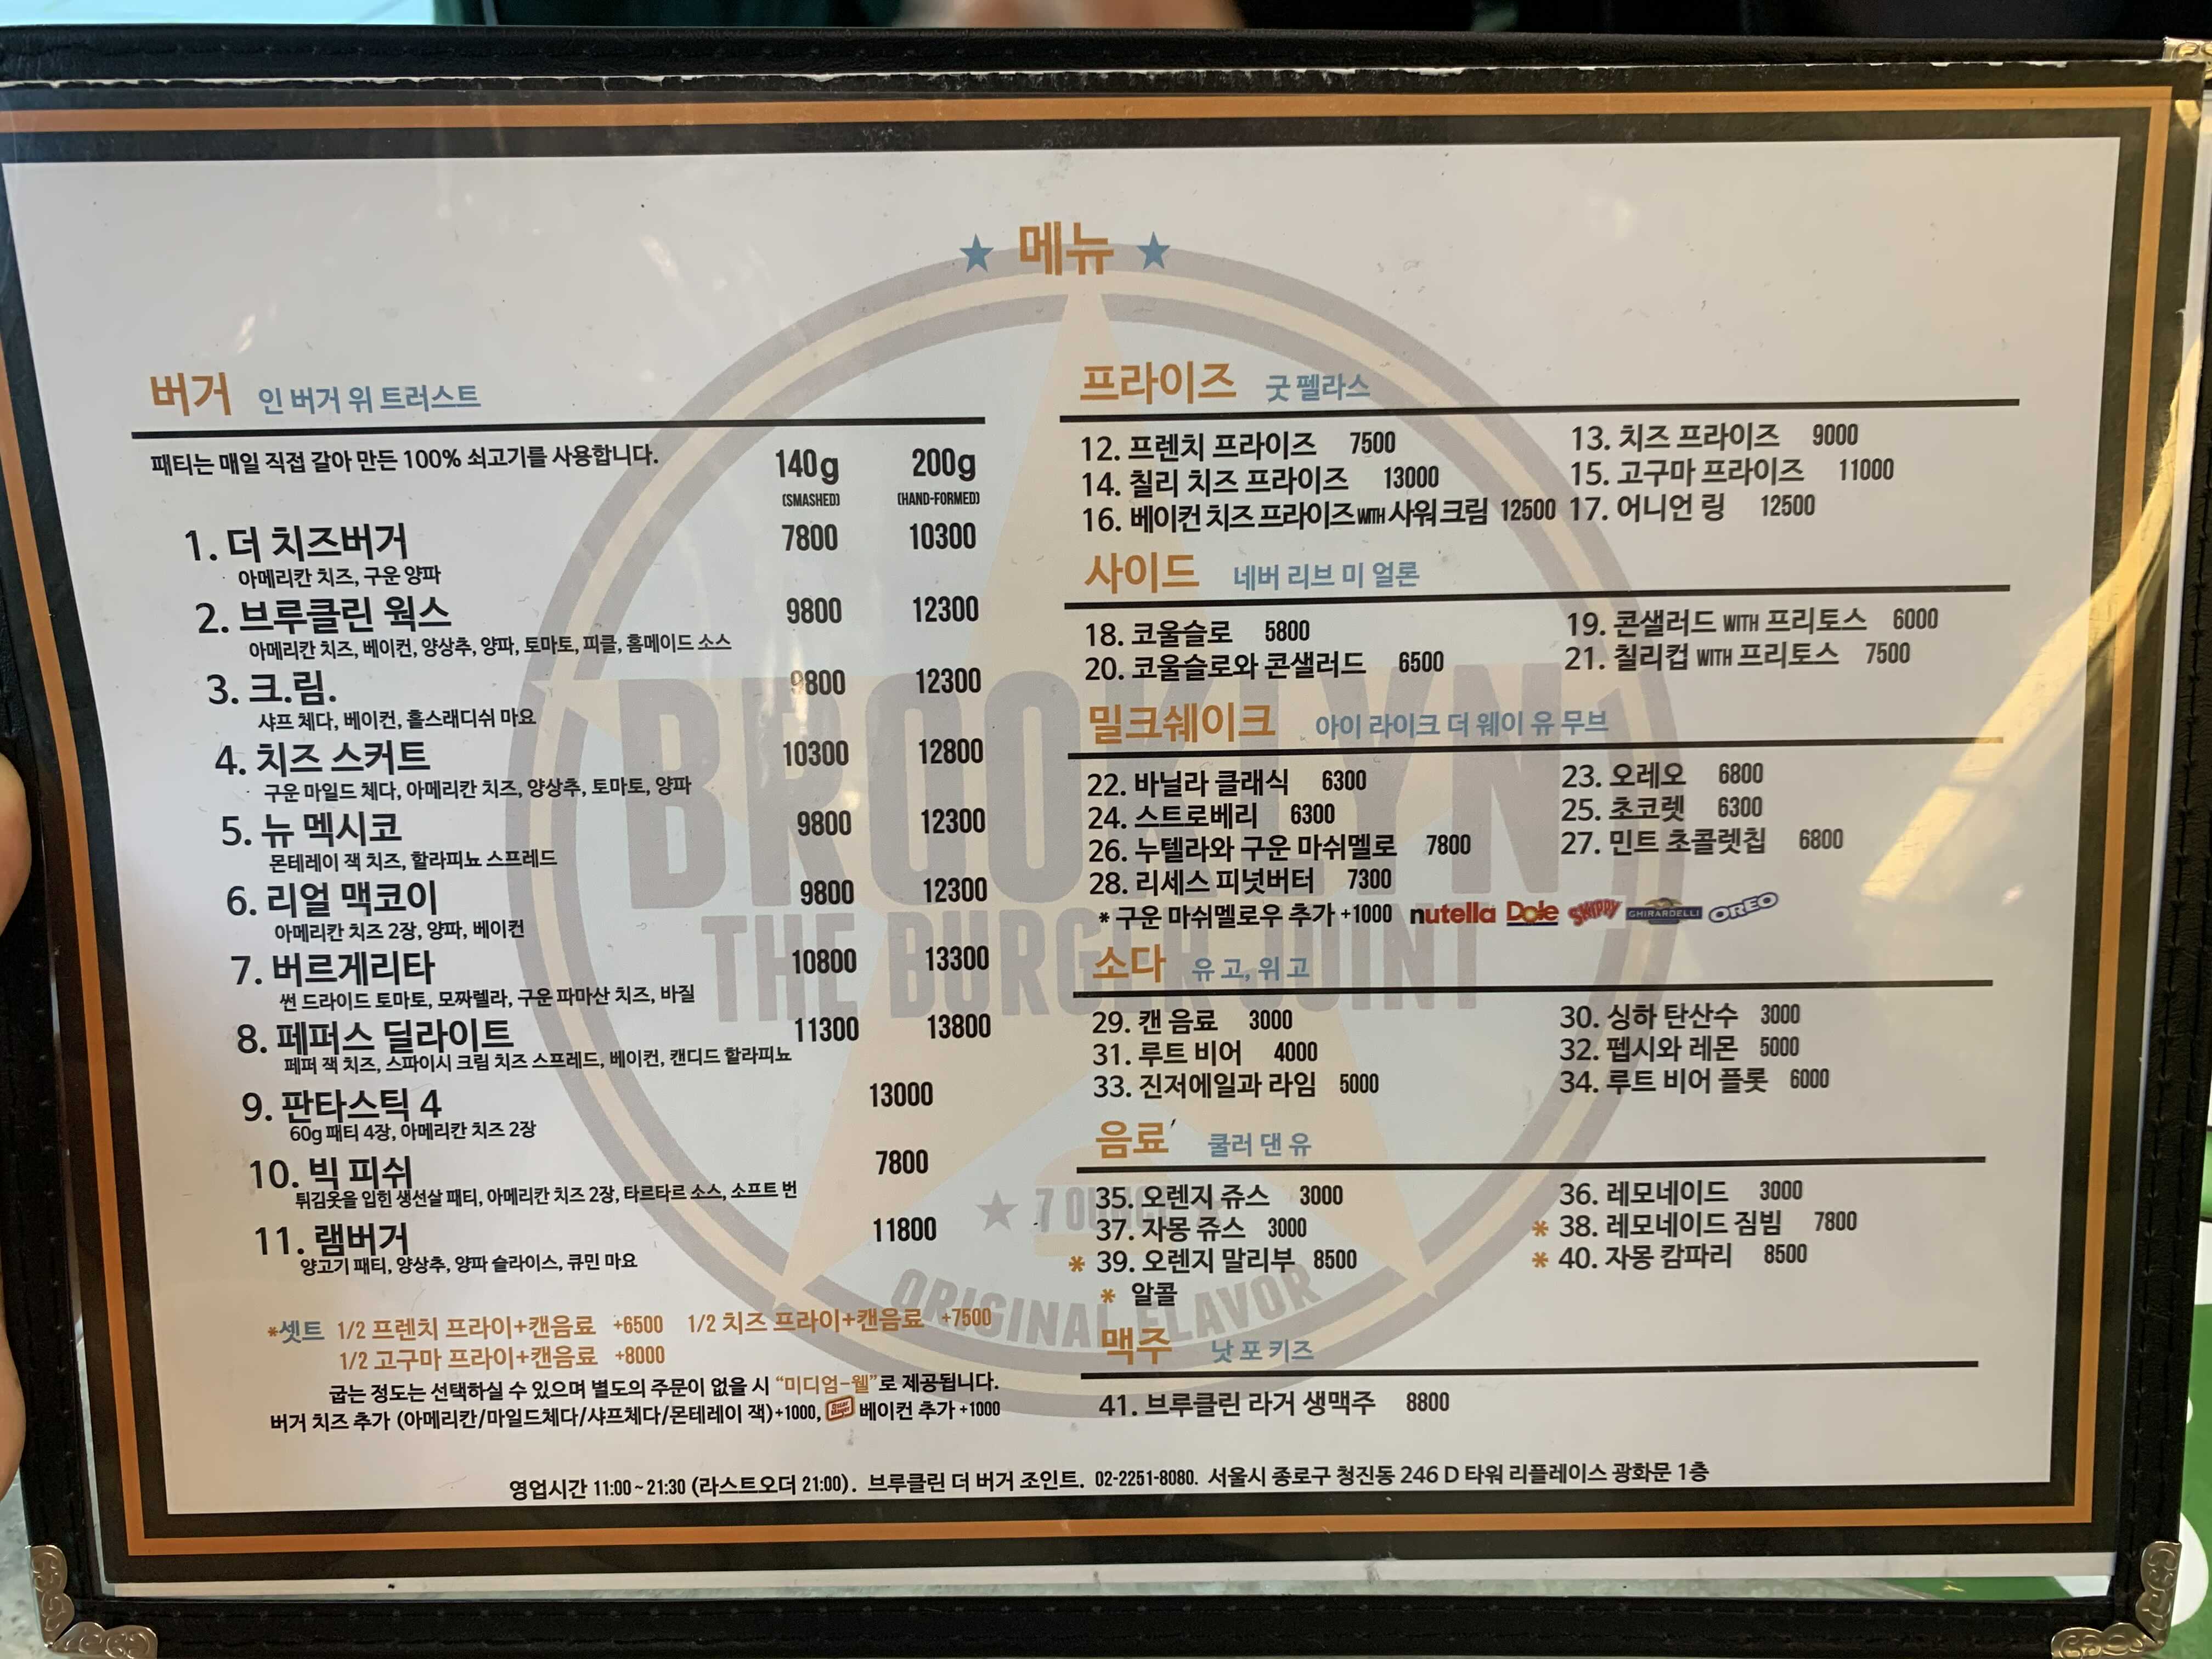 ★ 메뉴 ★
버거 인 버거 위 트러스트
패티는 매일 직접 갈아 만든 100% 쇠고기를 사용합니다. 140g 200g
(SMASHED) (HAND-FORMED)
1. 더 치즈버거 7800 10300
아메리칸 치즈, 구운 양파
2. 브루클린 웍스 9800 12300
아메리칸 치즈, 베이컨, 양상추, 양파, 토마토, 피클, 홈메이드 소스
3. 크.림. 9800 12300
샤프 체다, 베이컨, 홀스래디쉬 마요
4. 치즈 스커트 10300 12800
구운 마일드 체다, 아메리칸 치즈, 양상추, 토마토, 양파
5. 뉴 멕시코 9800 12300
몬테레이 잭 치즈, 할라피뇨 스프레드
6. 리얼 맥코이 9800 12300
아메리칸 치즈 2장, 양파, 베이컨
7. 버르게리타 10800 13300
썬 드라이드 토마토, 모짜렐라, 구운 파마산 치즈, 바질
8. 페퍼스 딜라이트 11300 13800
페퍼 잭 치즈, 스파이시 크림 치즈 스프레드, 베이컨, 캔디드 할라피뇨
9. 판타스틱 4 13000
60g 패티 4장, 아메리칸 치즈 2장
10. 빅 피쉬 7800
튀김옷을 입힌 생선살 패티, 아메리칸 치즈 2장, 타르타르 소스, 소프트 번
11. 램버거 11800
양고기 패티, 양상추, 양파 슬라이스, 큐민 마요
*셋트 1/2 프렌치 프라이+캔음료 +6500 1/2 치즈 프라이+캔음료 +7500
1/2 고구마 프라이+캔음료 +8000
굽는 정도는 선택하실 수 있으며 별도의 주문이 없을 시 “미디엄-웰”로 제공됩니다.
버거 치즈 추가 (아메리칸/마일드체다/샤프체다/몬테레이 잭)+1000, Oscar Mayer 베이컨 추가 +1000
프라이즈 굿 펠라스
12. 프렌치 프라이즈 7500 13. 치즈 프라이즈 9000
14. 칠리 치즈 프라이즈 13000 15. 고구마 프라이즈 11000
16. 베이컨 치즈 프라이즈 WITH 사워크림 12500 17. 어니언 링 12500
사이드 네버 리브 미 얼론
18. 코울슬로 5800 19. 콘샐러드 WITH 프리토스 6000
20. 코울슬로와 콘샐러드 6500 21. 칠리컵 WITH 프리토스 7500
밀크쉐이크 아이 라이크 더 웨이 유 무브
22. 바닐라 클래식 6300 23. 오레오 6800
24. 스트로베리 6300 25. 초코렛 6300
26. 누텔라와 구운 마쉬멜로 7800 27. 민트 초콜렛칩 6800
28. 리세스 피넛버터 7300
* 구운 마쉬멜로우 추가 +1000 nutella Dole SKIPPY GHIRARDELLI OREO
소다 유 고, 위 고
29. 캔 음료 3000 30. 싱하 탄산수 3000
31. 루트 비어 4000 32. 펩시와 레몬 5000
33. 진저에일과 라임 5000 34. 루트 비어 플롯 6000
음료 쿨러 댄 유
35. 오렌지 쥬스 3000 36. 레모네이드 3000
37. 자몽 쥬스 3000 * 38. 레모네이드 짐빔 7800
* 39. 오렌지 말리부 8500 * 40. 자몽 캄파리 8500
* 알콜
맥주 낫 포 키즈
41. 브루클린 라거 생맥주 8800
BROOKLYN
THE BURGER JOINT
★ 7 OUNCE
ORIGINAL FLAVOR
영업시간 11:00~21:30 (라스트오더 21:00). 브루클린 더 버거 조인트. 02-2251-8080. 서울시 종로구 청진동 246 D 타워 리플레이스 광화문 1층